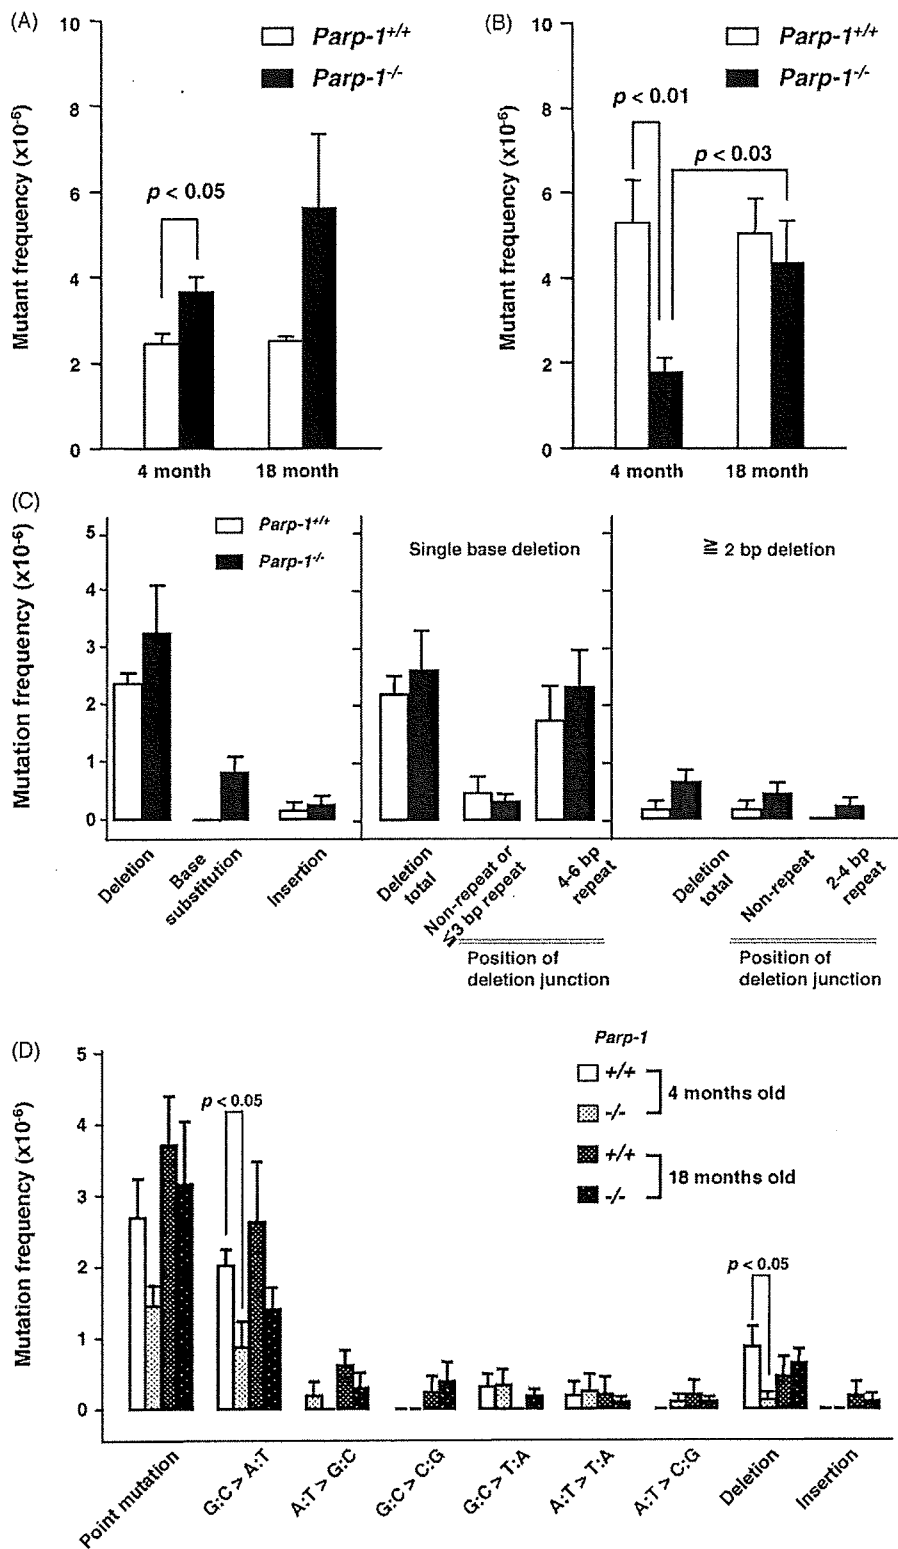 (A)
Mutant frequency (x10⁻⁶)
10
8
6
4
2
0
Parp-1⁺/⁺
Parp-1⁻/⁻
p < 0.05
4 month
18 month
(B)
Mutant frequency (x10⁻⁶)
10
8
6
4
2
0
Parp-1⁺/⁺
Parp-1⁻/⁻
p < 0.01
p < 0.03
4 month
18 month
(C)
Mutation frequency (x10⁻⁶)
5
4
3
2
1
0
Parp-1⁺/⁺
Parp-1⁻/⁻
Single base deletion
≧ 2 bp deletion
Deletion
Base
substitution
Insertion
Deletion
total
Non-repeat or
≦3 bp repeat
4-6 bp
repeat
Position of
deletion junction
Deletion
total
Non-repeat
2-4 bp
repeat
Position of
deletion junction
(D)
Mutation frequency (x10⁻⁶)
5
4
3
2
1
0
Parp-1
+/+
-/-
4 months old
+/+
-/-
18 months old
p < 0.05
p < 0.05
Point mutation
G:C > A:T
A:T > G:C
G:C > C:G
G:C > T:A
A:T > T:A
A:T > C:G
Deletion
Insertion